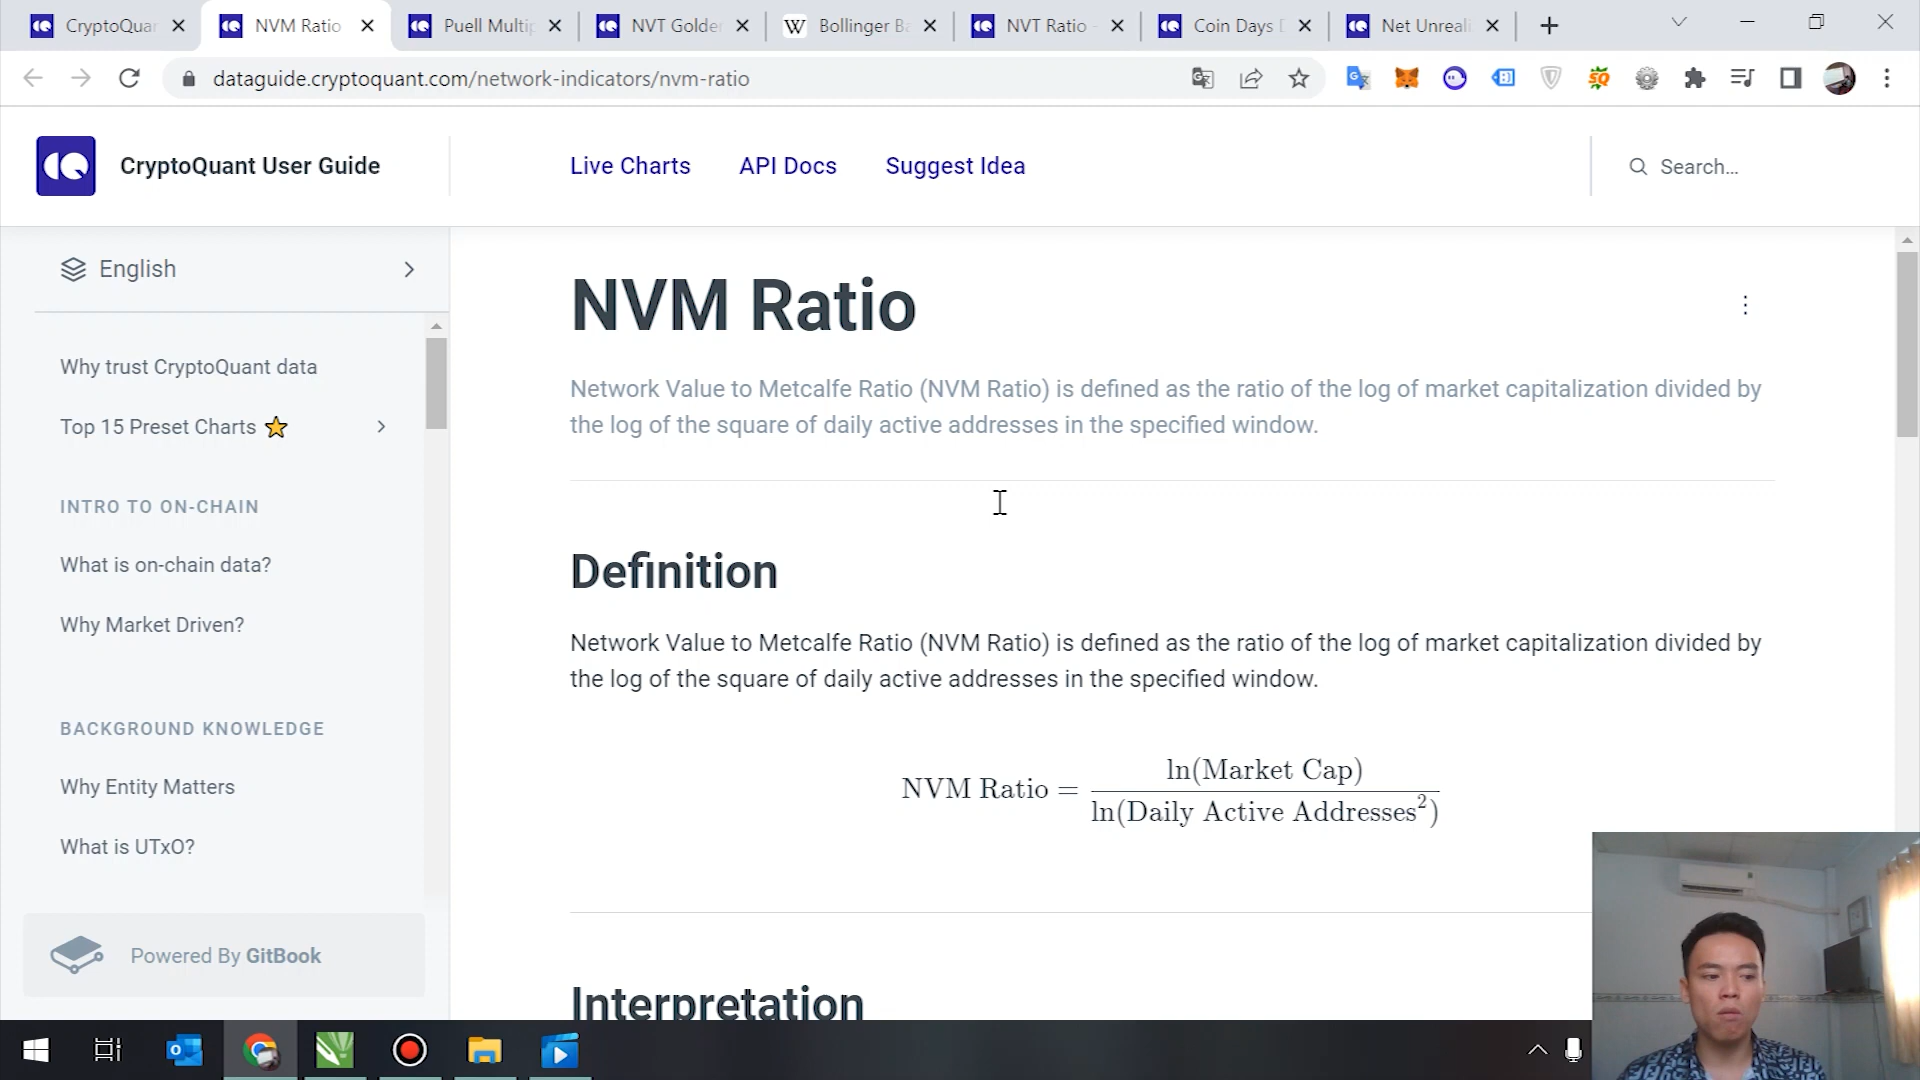 CryptoQuar
NVM Ratio
Puell Multip
NVT Golde
W
Bollinger Ba
NVT Ratio -
Coin Days D
Net Unreali
dataguide.cryptoquant.com/network-indicators/nvm-ratio
CryptoQuant User Guide
Live Charts
API Docs
Suggest Idea
Search...
English
Why trust CryptoQuant data
Top 15 Preset Charts
INTRO TO ON-CHAIN
What is on-chain data?
Why Market Driven?
BACKGROUND KNOWLEDGE
Why Entity Matters
What is UTxO?
Powered By GitBook
NVM Ratio
Network Value to Metcalfe Ratio (NVM Ratio) is defined as the ratio of the log of market capitalization divided by
the log of the square of daily active addresses in the specified window.
Definition
Network Value to Metcalfe Ratio (NVM Ratio) is defined as the ratio of the log of market capitalization divided by
the log of the square of daily active addresses in the specified window.
NVM Ratio = ln(Market Cap) / ln(Daily Active Addresses²)
Interpretation